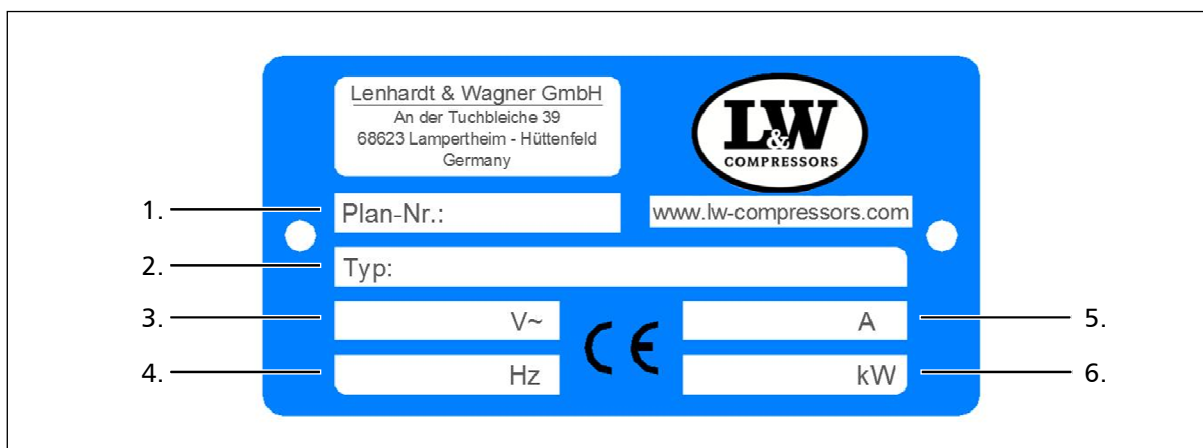 Lenhardt & Wagner GmbH
An der Tuchbleiche 39
68623 Lampertheim - Hüttenfeld
Germany
L&W
COMPRESSORS
1.
Plan-Nr.:
www.lw-compressors.com
2.
Typ:
3.
V~
CE
A
5.
4.
Hz
kW
6.